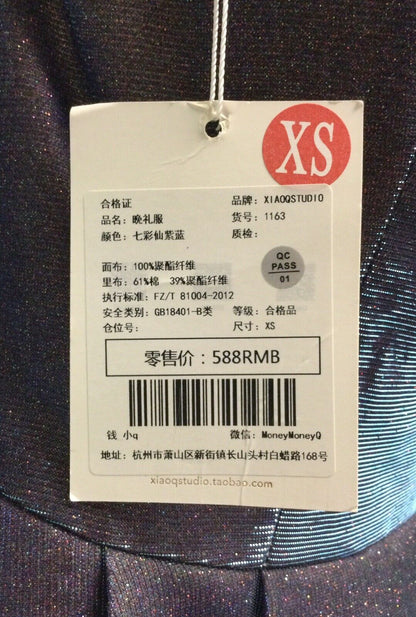 XS
合格证
品牌: XIAOQSTUDIO
品名: 晚礼服
货号: 1163
颜色: 七彩仙紫蓝
质检:
QC
PASS
01
面布: 100%聚酯纤维
里布: 61%棉 39%聚酯纤维
执行标准: FZ/T 81004-2012
安全类别: GB18401-B类
等级: 合格品
仓位号:
尺寸: XS
零售价: 588RMB
钱 小q
微信: MoneyMoneyQ
地址: 杭州市萧山区新街镇长山头村白蜡路168号
xiaoqstudio.taobao.com